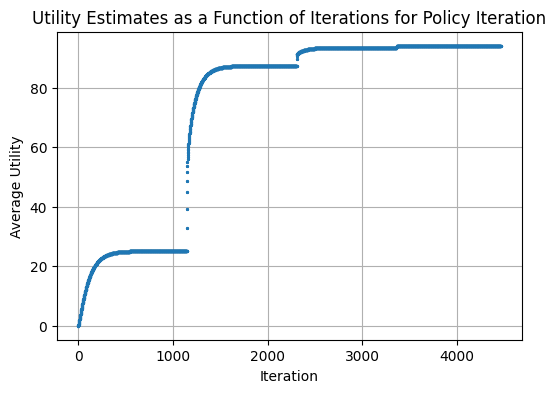 Utility Estimates as a Function of Iterations for Policy Iteration
Average Utility
80
60
40
20
0
0 1000 2000 3000 4000
Iteration